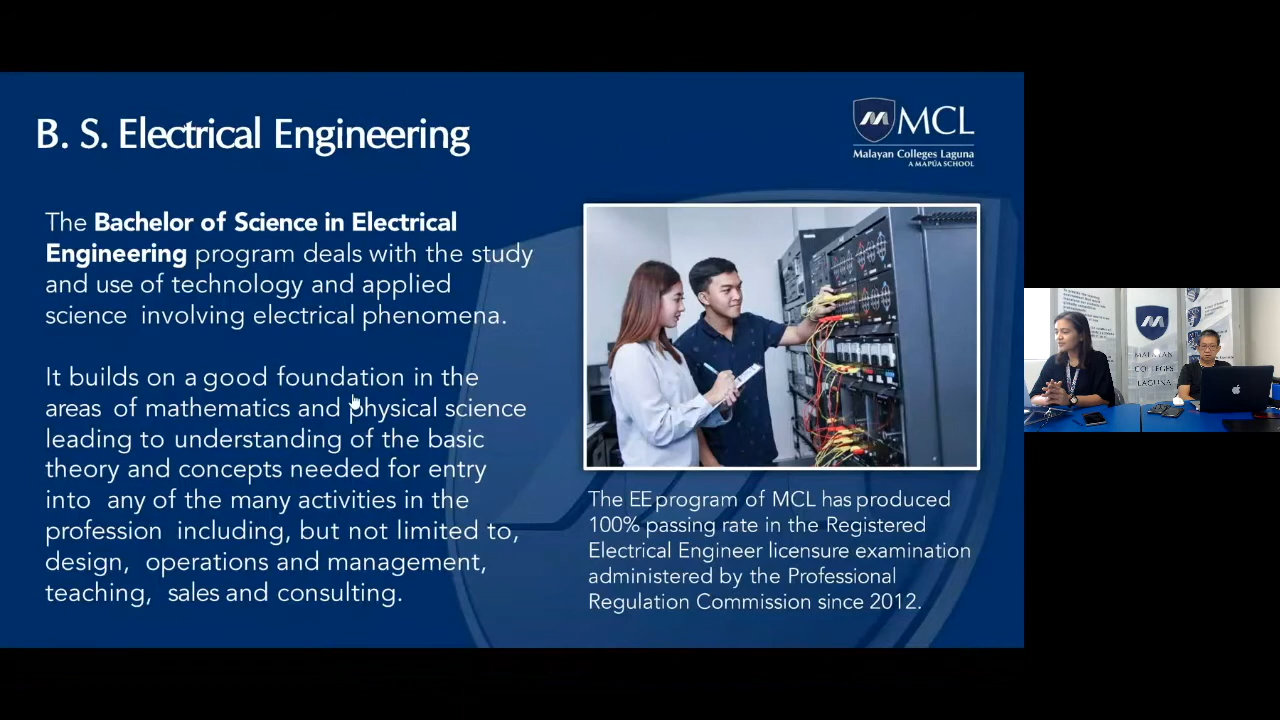 B. S. Electrical Engineering
MCL
Malayan Colleges Laguna
A MAPÚA SCHOOL
The Bachelor of Science in Electrical
Engineering program deals with the study
and use of technology and applied
science involving electrical phenomena.
It builds on a good foundation in the
areas of mathematics and physical science
leading to understanding of the basic
theory and concepts needed for entry
into any of the many activities in the
profession including, but not limited to,
design, operations and management,
teaching, sales and consulting.
The EE program of MCL has produced
100% passing rate in the Registered
Electrical Engineer licensure examination
administered by the Professional
Regulation Commission since 2012.
MALAYAN
COLLEGES
LAGUNA